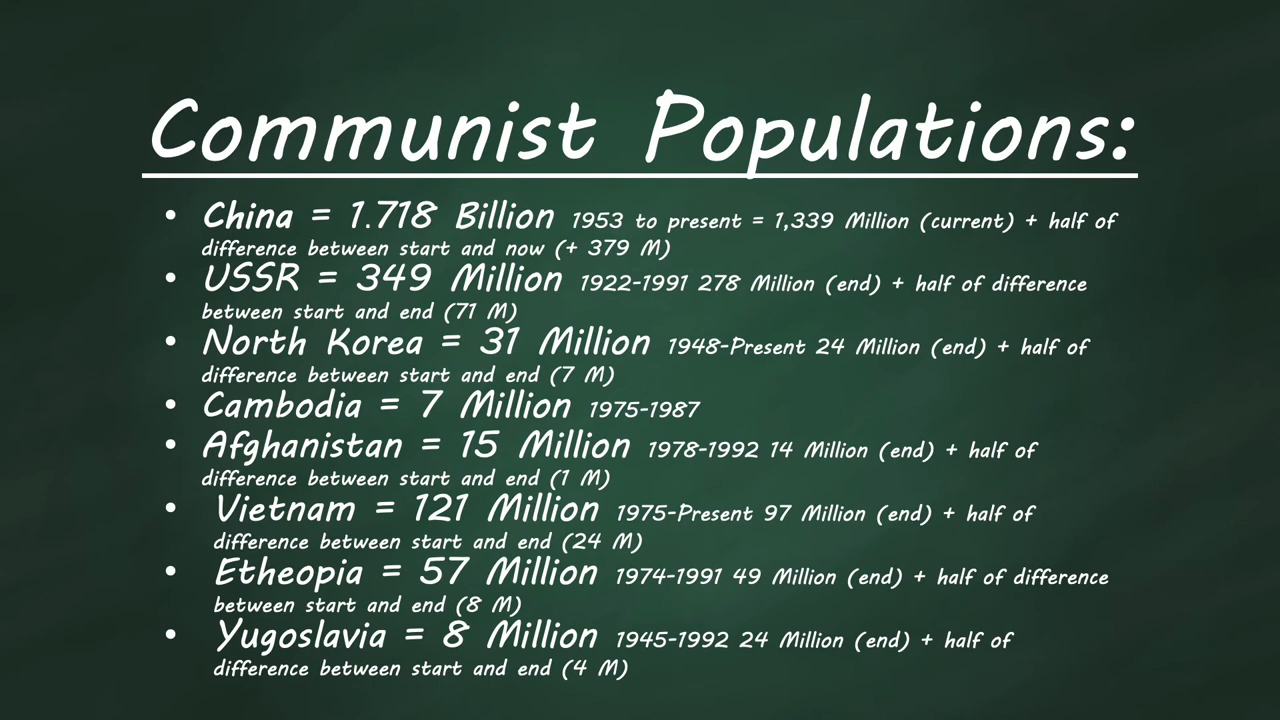 Communist Populations:
• China = 1.718 Billion 1953 to present = 1,339 Million (current) + half of
difference between start and now (+ 379 M)
• USSR = 349 Million 1922-1991 278 Million (end) + half of difference
between start and end (71 M)
• North Korea = 31 Million 1948-Present 24 Million (end) + half of
difference between start and end (7 M)
• Cambodia = 7 Million 1975-1987
• Afghanistan = 15 Million 1978-1992 14 Million (end) + half of
difference between start and end (1 M)
• Vietnam = 121 Million 1975-Present 97 Million (end) + half of
difference between start and end (24 M)
• Etheopia = 57 Million 1974-1991 49 Million (end) + half of difference
between start and end (8 M)
• Yugoslavia = 8 Million 1945-1992 24 Million (end) + half of
difference between start and end (4 M)